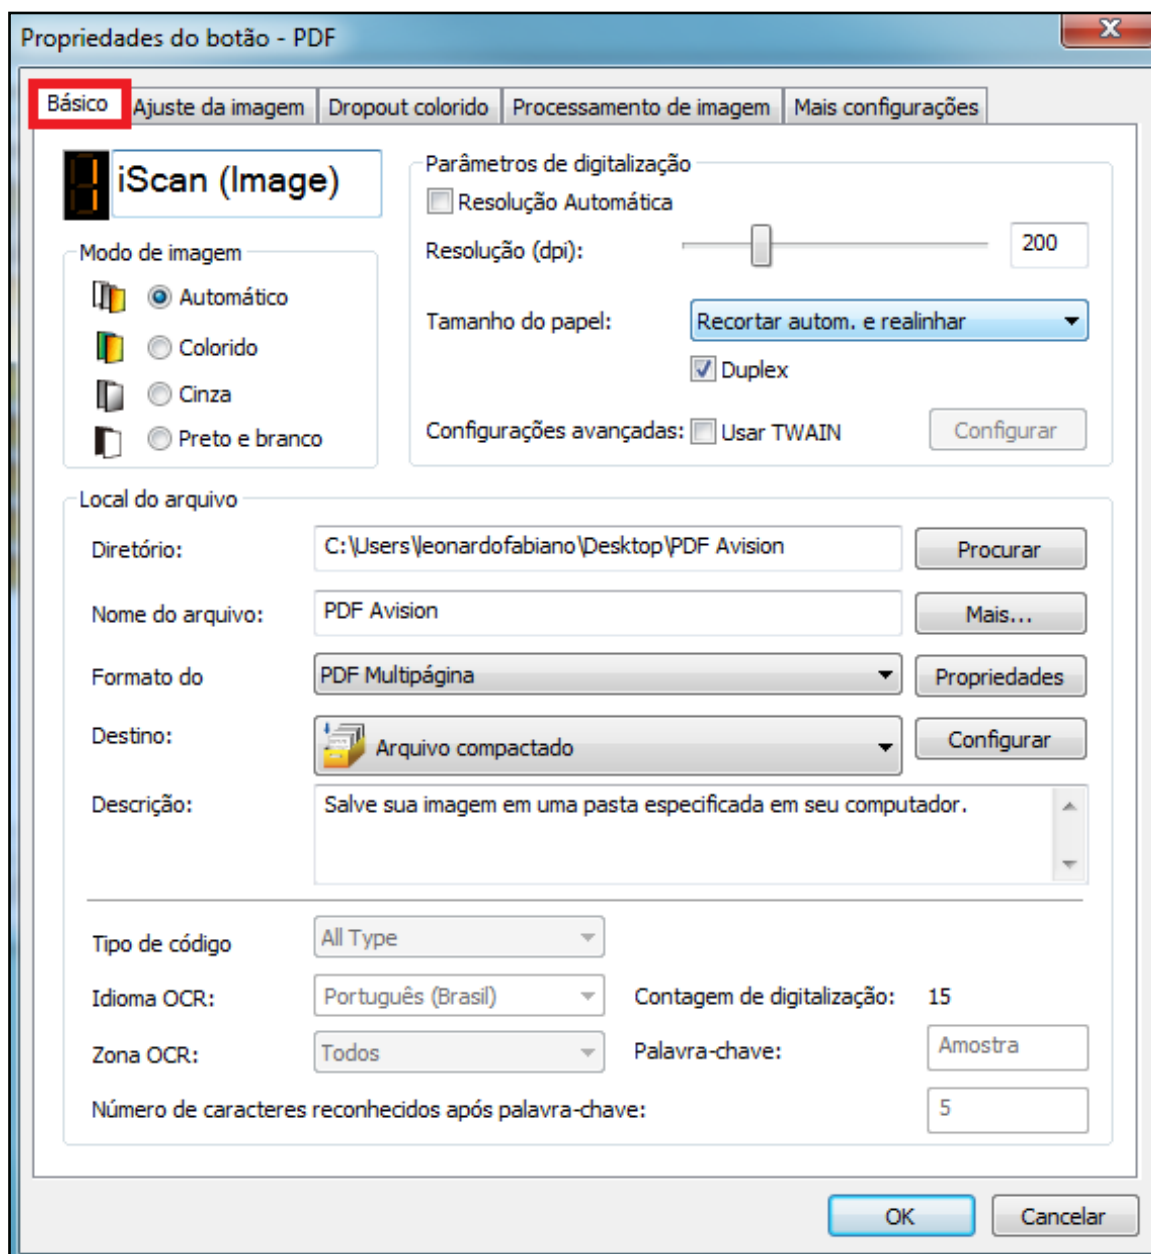 Propriedades do botão - PDF
Básico
Ajuste da imagem
Dropout colorido
Processamento de imagem
Mais configurações
1
iScan (Image)
Modo de imagem
Automático
Colorido
Cinza
Preto e branco
Parâmetros de digitalização
Resolução Automática
Resolução (dpi): 200
Tamanho do papel: Recortar autom. e realinhar
Duplex
Configurações avançadas: Usar TWAIN Configurar
Local do arquivo
Diretório: C:\Users\leonardofabiano\Desktop\PDF Avision Procurar
Nome do arquivo: PDF Avision Mais...
Formato do PDF Multipágina Propriedades
Destino: Arquivo compactado Configurar
Descrição: Salve sua imagem em uma pasta especificada em seu computador.
Tipo de código All Type
Idioma OCR: Português (Brasil) Contagem de digitalização: 15
Zona OCR: Todos Palavra-chave: Amostra
Número de caracteres reconhecidos após palavra-chave: 5
OK Cancelar